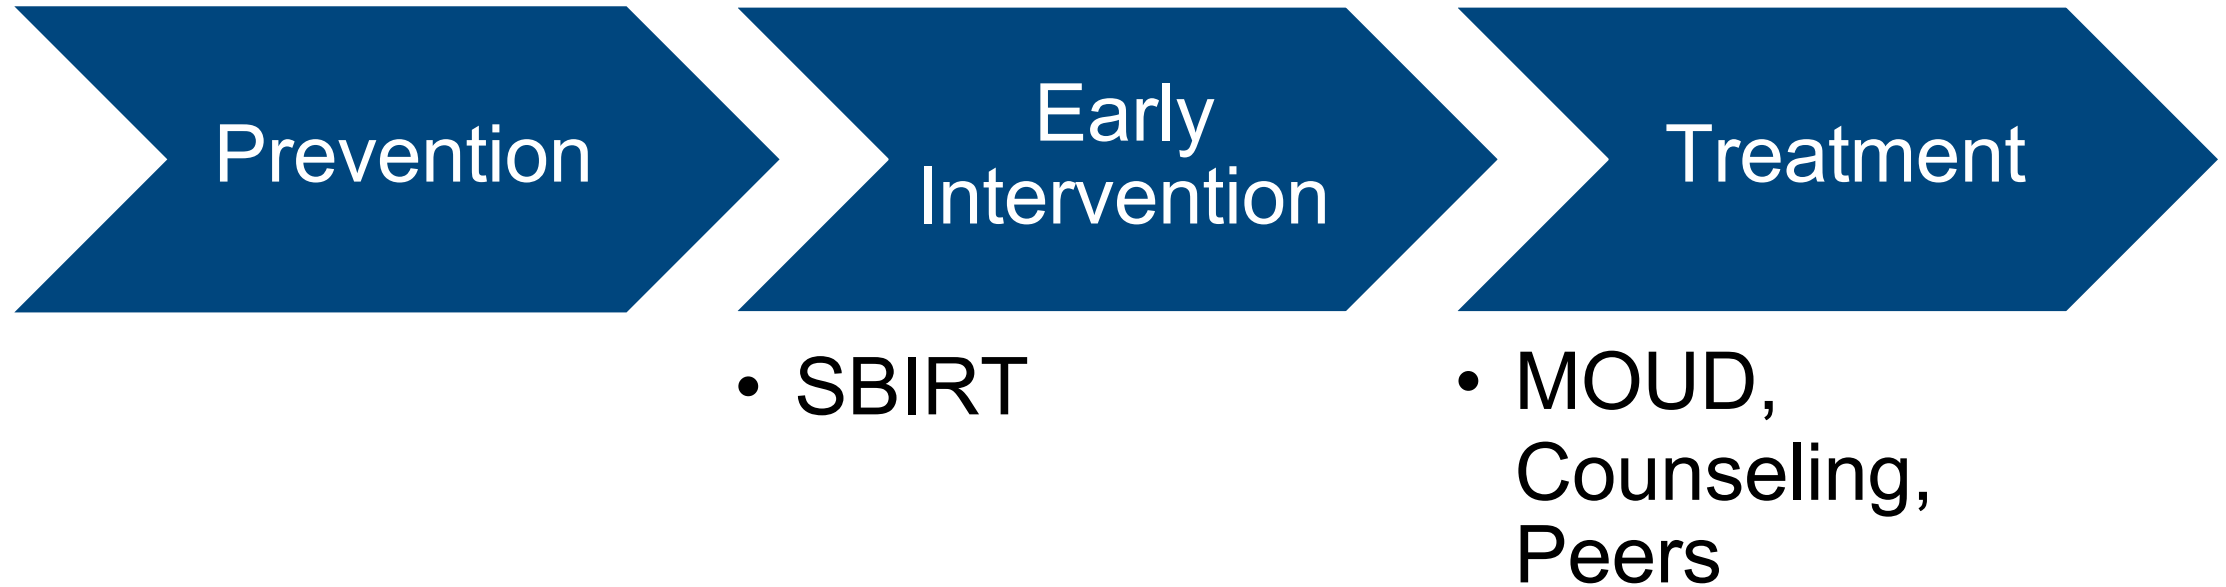 Prevention
Early
Intervention
Treatment
• SBIRT
• MOUD,
Counseling,
Peers